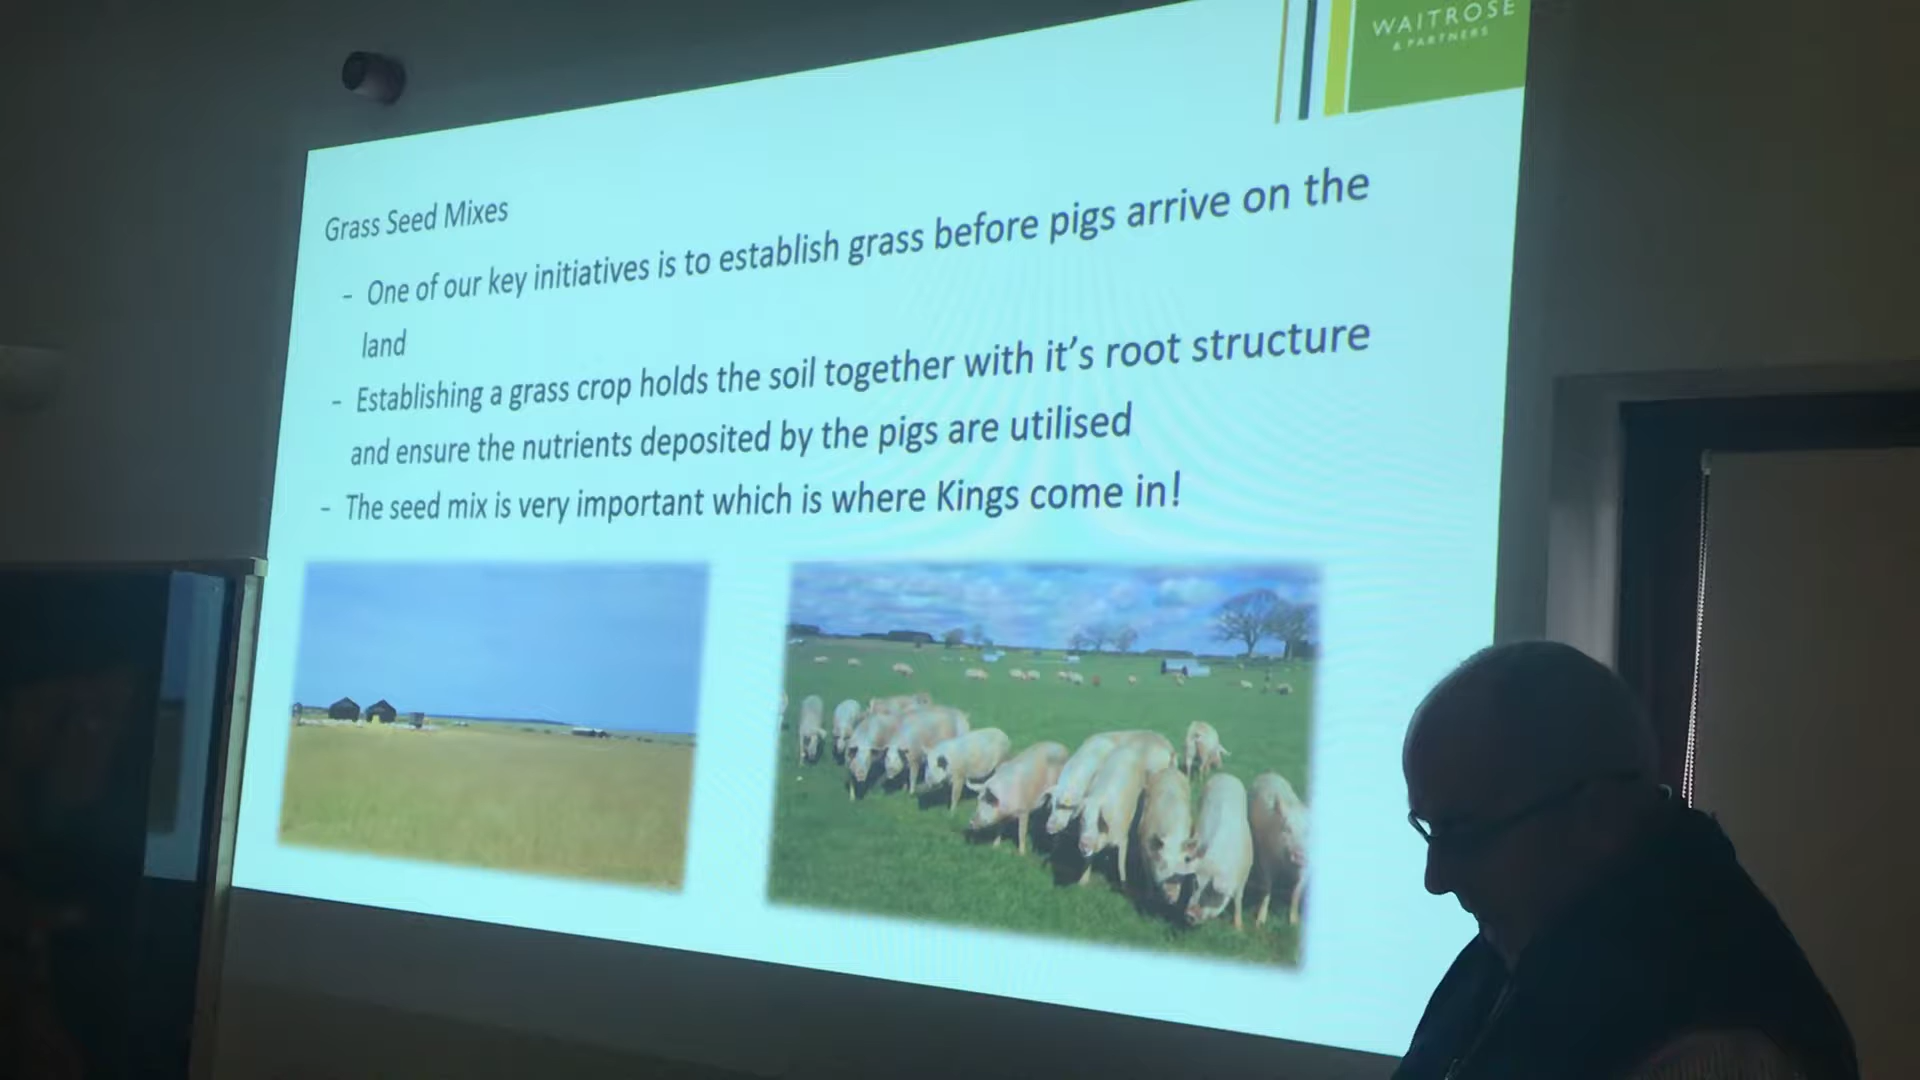 WAITROSE
& PARTNERS
Grass Seed Mixes
- One of our key initiatives is to establish grass before pigs arrive on the
land
- Establishing a grass crop holds the soil together with it's root structure
and ensure the nutrients deposited by the pigs are utilised
- The seed mix is very important which is where Kings come in!